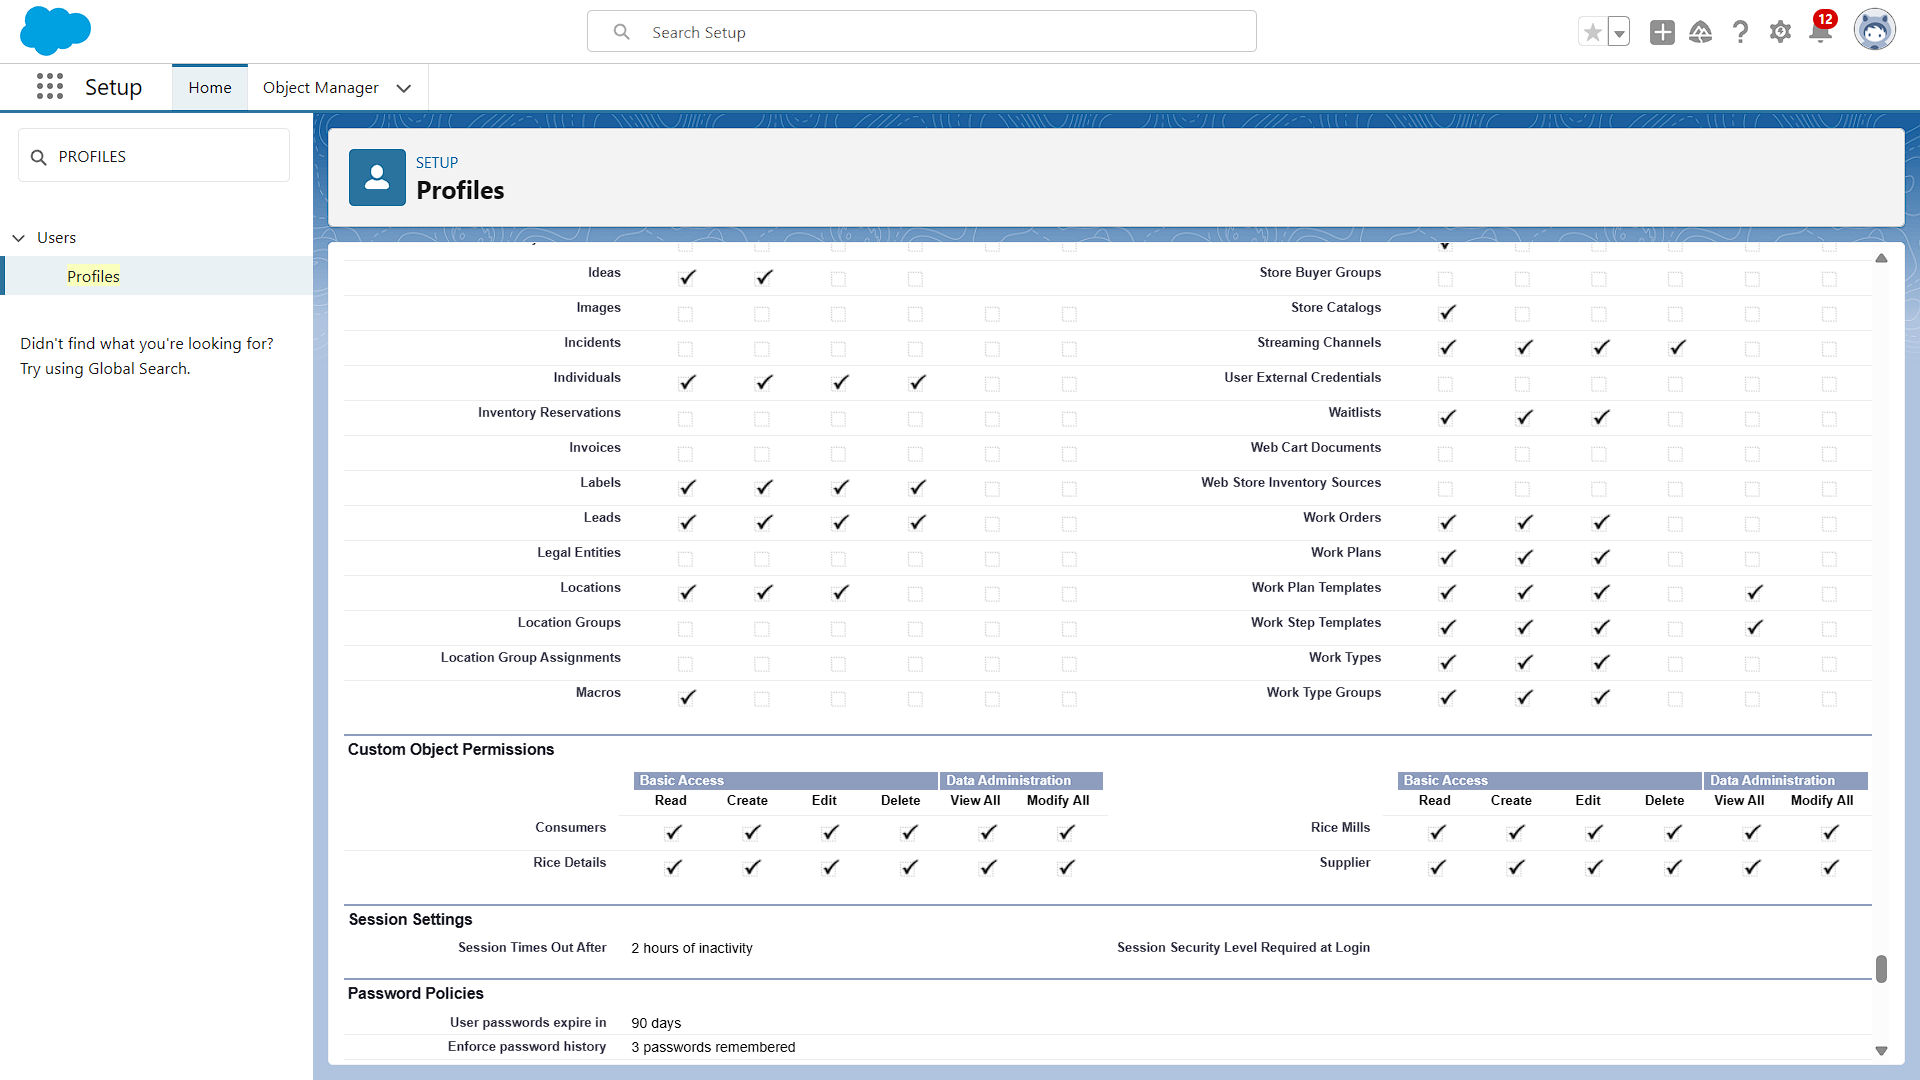 Search Setup
12
Setup
Home
Object Manager
PROFILES
Users
Profiles
Didn't find what you're looking for?
Try using Global Search.
SETUP
Profiles
Ideas
Store Buyer Groups
Images
Store Catalogs
Incidents
Streaming Channels
Individuals
User External Credentials
Inventory Reservations
Waitlists
Invoices
Web Cart Documents
Labels
Web Store Inventory Sources
Leads
Work Orders
Legal Entities
Work Plans
Locations
Work Plan Templates
Location Groups
Work Step Templates
Location Group Assignments
Work Types
Macros
Work Type Groups
Custom Object Permissions
Basic Access Data Administration
Basic Access Data Administration
Read Create Edit Delete View All Modify All
Read Create Edit Delete View All Modify All
Consumers
Rice Mills
Rice Details
Supplier
Session Settings
Session Times Out After 2 hours of inactivity
Session Security Level Required at Login
Password Policies
User passwords expire in 90 days
Enforce password history 3 passwords remembered